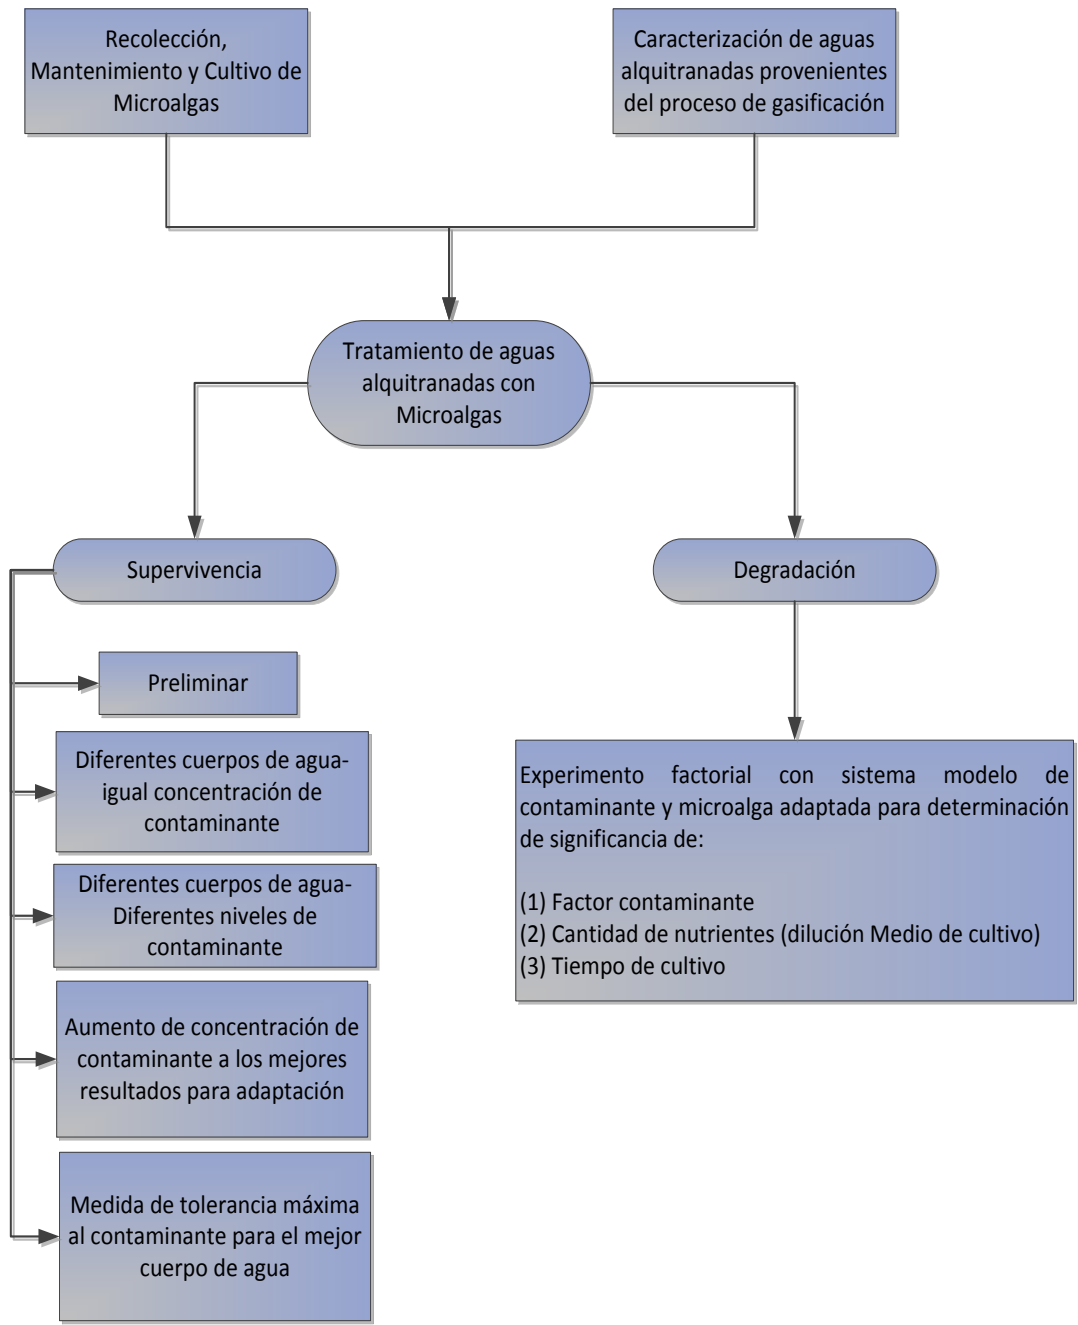 Recolección,
Mantenimiento y Cultivo de
Microalgas
Caracterización de aguas
alquitranadas provenientes
del proceso de gasificación
Tratamiento de aguas
alquitranadas con
Microalgas
Supervivencia
Degradación
Preliminar
Diferentes cuerpos de agua-
igual concentración de
contaminante
Diferentes cuerpos de agua-
Diferentes niveles de
contaminante
Aumento de concentración de
contaminante a los mejores
resultados para adaptación
Medida de tolerancia máxima
al contaminante para el mejor
cuerpo de agua
Experimento factorial con sistema modelo de
contaminante y microalga adaptada para determinación
de significancia de:
(1) Factor contaminante
(2) Cantidad de nutrientes (dilución Medio de cultivo)
(3) Tiempo de cultivo